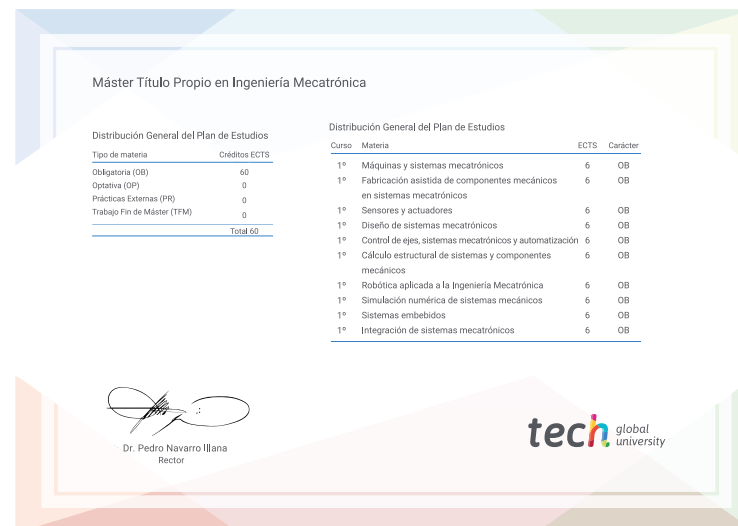 Máster Título Propio en Ingeniería Mecatrónica
Distribución General del Plan de Estudios
Tipo de materia Créditos ECTS
Obligatoria (OB) 60
Optativa (OP) 0
Prácticas Externas (PR) 0
Trabajo Fin de Máster (TFM) 0
Total 60
Distribución General del Plan de Estudios
Curso Materia ECTS Carácter
1º Máquinas y sistemas mecatrónicos 6 OB
1º Fabricación asistida de componentes mecánicos 6 OB
en sistemas mecatrónicos
1º Sensores y actuadores 6 OB
1º Diseño de sistemas mecatrónicos 6 OB
1º Control de ejes, sistemas mecatrónicos y automatización 6 OB
1º Cálculo estructural de sistemas y componentes 6 OB
mecánicos
1º Robótica aplicada a la Ingeniería Mecatrónica 6 OB
1º Simulación numérica de sistemas mecánicos 6 OB
1º Sistemas embebidos 6 OB
1º Integración de sistemas mecatrónicos 6 OB
Dr. Pedro Navarro Illana
Rector
tech global
university